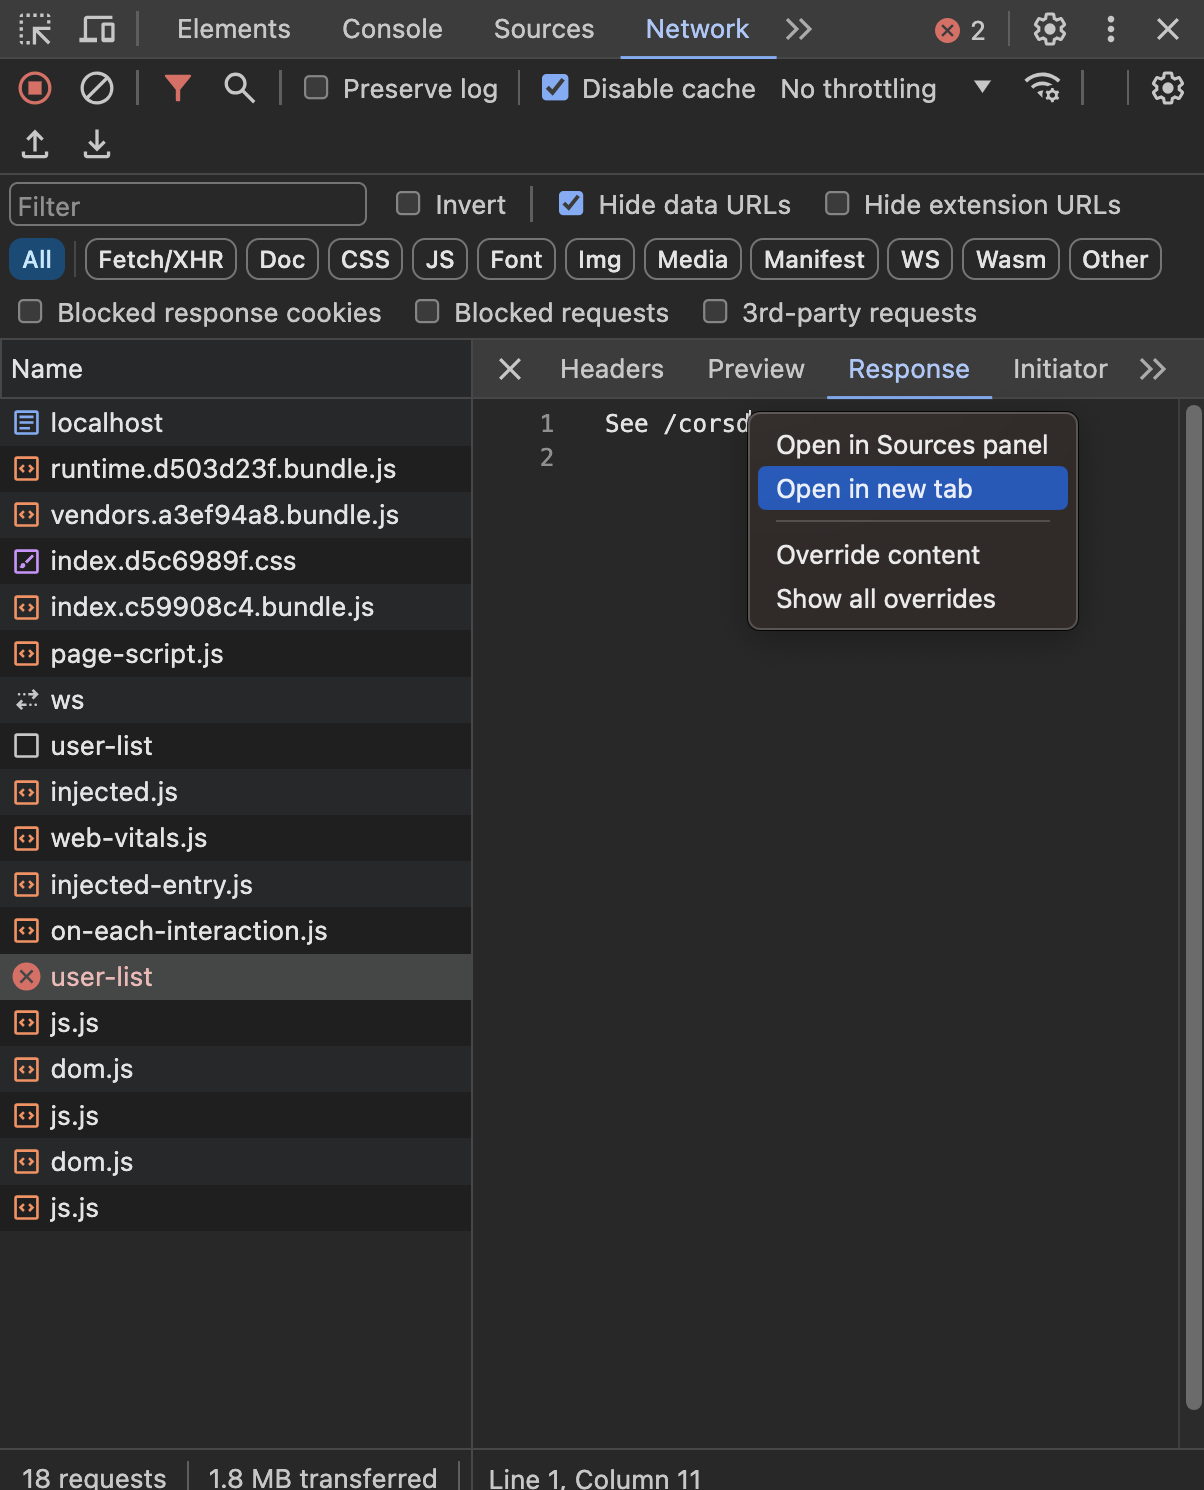 Elements Console Sources Network 2
Preserve log Disable cache No throttling
Filter Invert Hide data URLs Hide extension URLs
All Fetch/XHR Doc CSS JS Font Img Media Manifest WS Wasm Other
Blocked response cookies Blocked requests 3rd-party requests
Name
Headers Preview Response Initiator
localhost
runtime.d503d23f.bundle.js
vendors.a3ef94a8.bundle.js
index.d5c6989f.css
index.c59908c4.bundle.js
page-script.js
ws
user-list
injected.js
web-vitals.js
injected-entry.js
on-each-interaction.js
user-list
js.js
dom.js
js.js
dom.js
js.js
1 See
2
Open in Sources panel
Open in new tab
Override content
Show all overrides
18 requests 1.8 MB transferred Line 1, Column 11